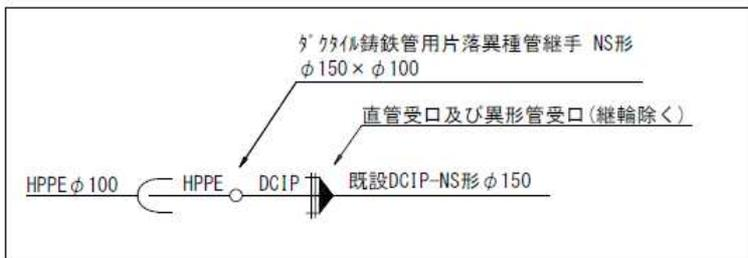 ﾀﾞｸﾀｲﾙ鋳鉄管用片落異種管継手 NS形
φ150×φ100
直管受口及び異形管受口(継輪除く)
HPPEφ100 HPPE DCIP 既設DCIP-NS形φ150